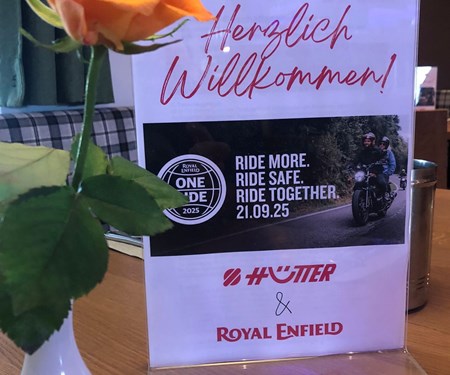 Herzlich
Willkommen!
ROYAL ENFIELD
ONE
RIDE
2025
RIDE MORE.
RIDE SAFE.
RIDE TOGETHER.
21.09.25
HÜTTER
&
ROYAL ENFIELD